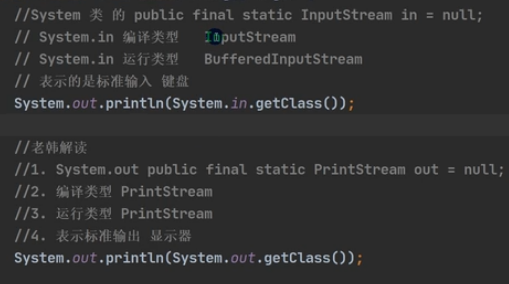 //System 类 的 public final static InputStream in = null;
// System.in 编译类型 InputStream
// System.in 运行类型 BufferedInputStream
// 表示的是标准输入 键盘
System.out.println(System.in.getClass());
//老韩解读
//1. System.out public final static PrintStream out = null;
//2. 编译类型 PrintStream
//3. 运行类型 PrintStream
//4. 表示标准输出 显示器
System.out.println(System.out.getClass());